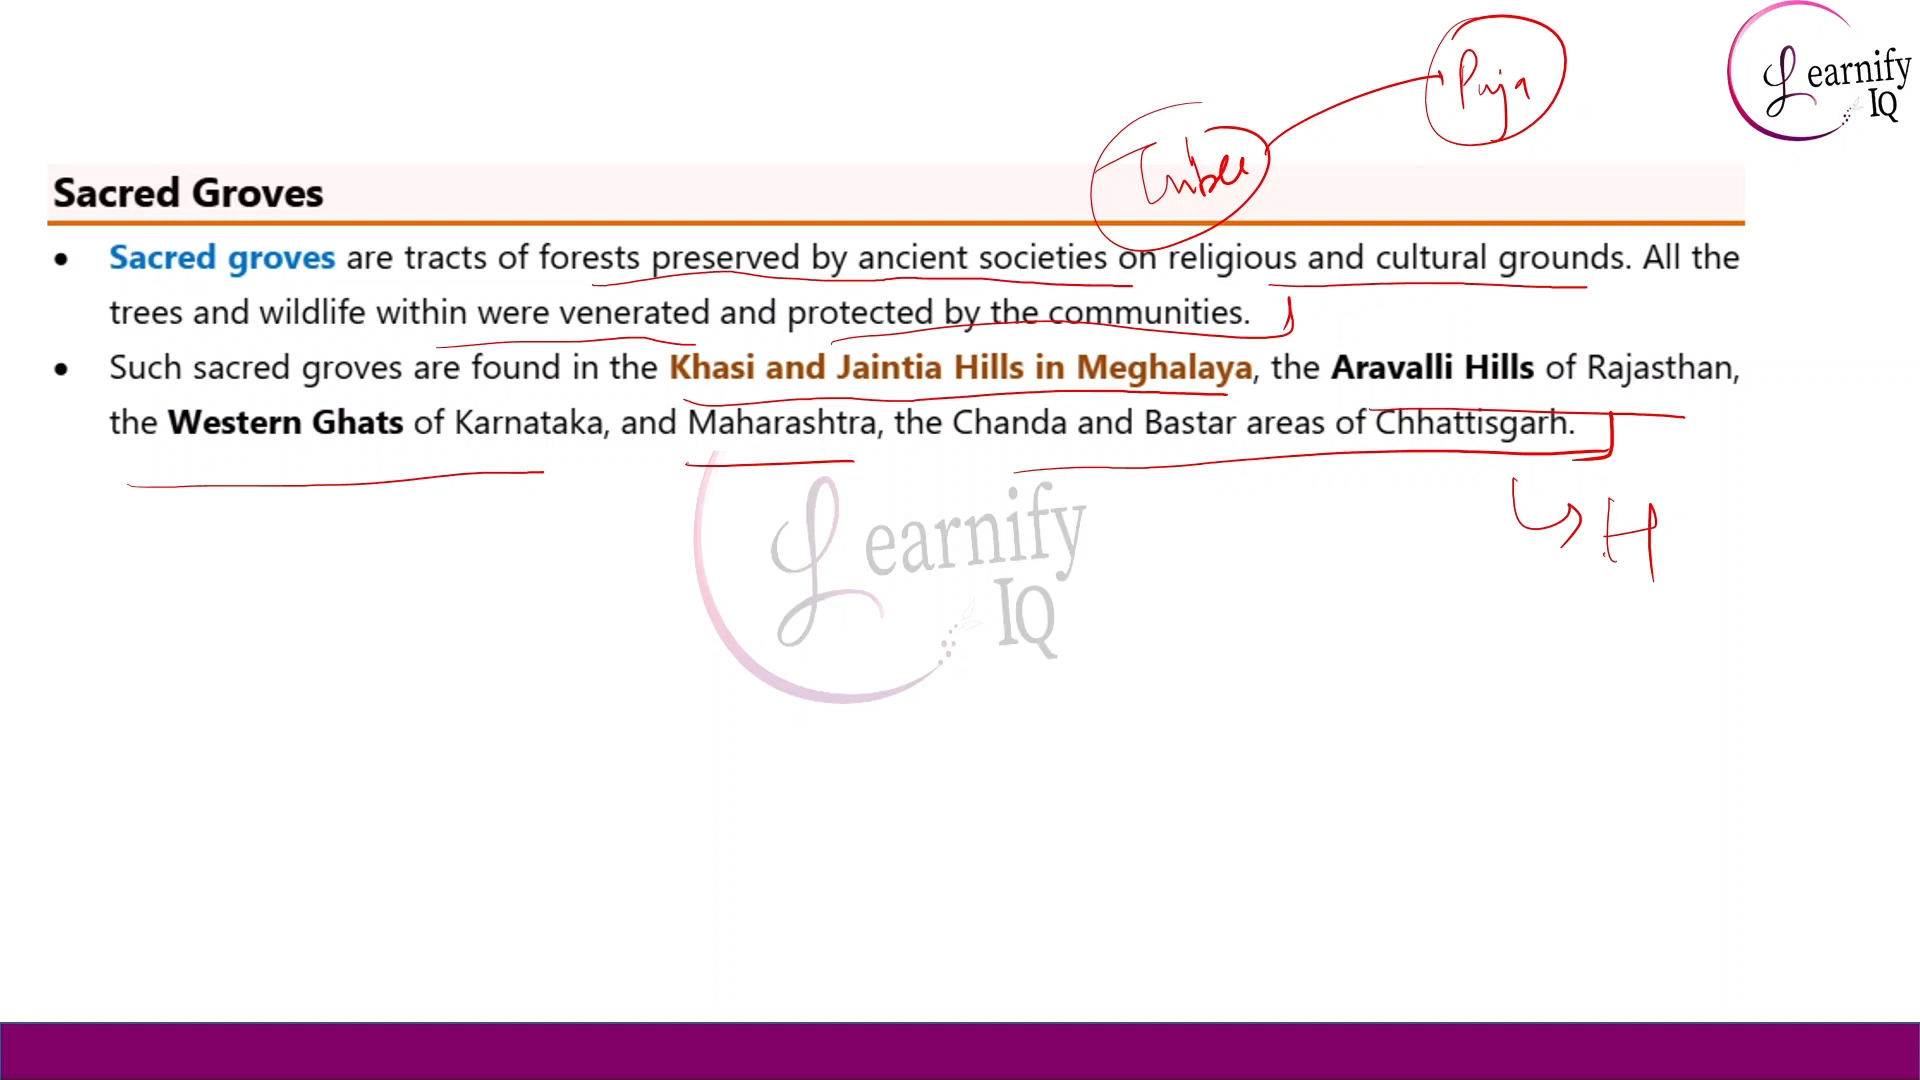 Puja
Learnify
IQ
Tribes
Sacred Groves
• Sacred groves are tracts of forests preserved by ancient societies on religious and cultural grounds. All the
trees and wildlife within were venerated and protected by the communities.
• Such sacred groves are found in the Khasi and Jaintia Hills in Meghalaya, the Aravalli Hills of Rajasthan,
the Western Ghats of Karnataka, and Maharashtra, the Chanda and Bastar areas of Chhattisgarh.
H
Learnify
IQ